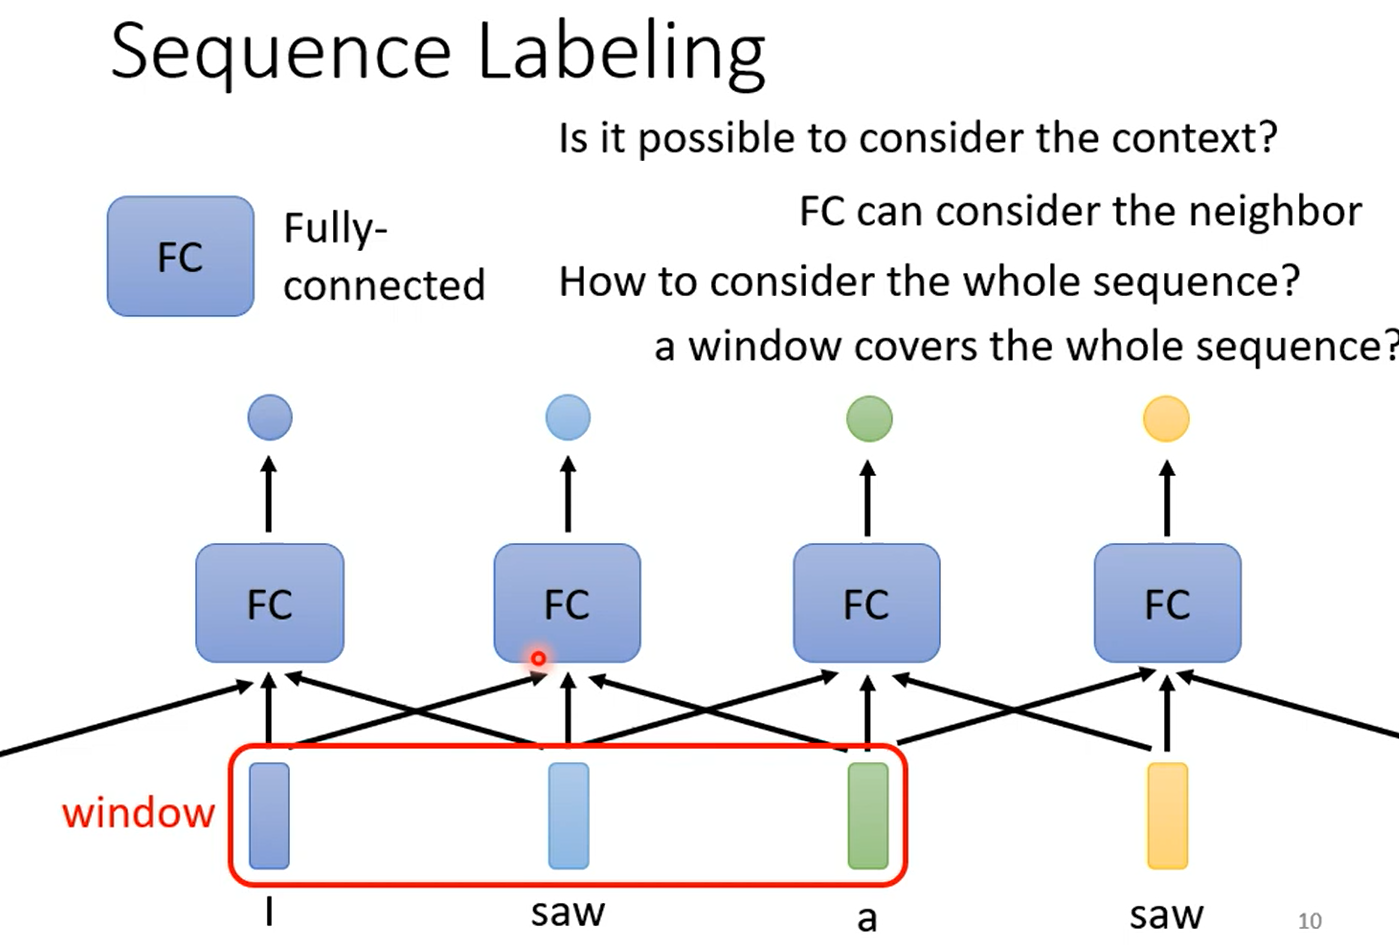 Sequence Labeling
Is it possible to consider the context?
FC can consider the neighbor
FC
Fully-
connected
How to consider the whole sequence?
a window covers the whole sequence?
FC
FC
FC
FC
window
I
saw
a
saw
10